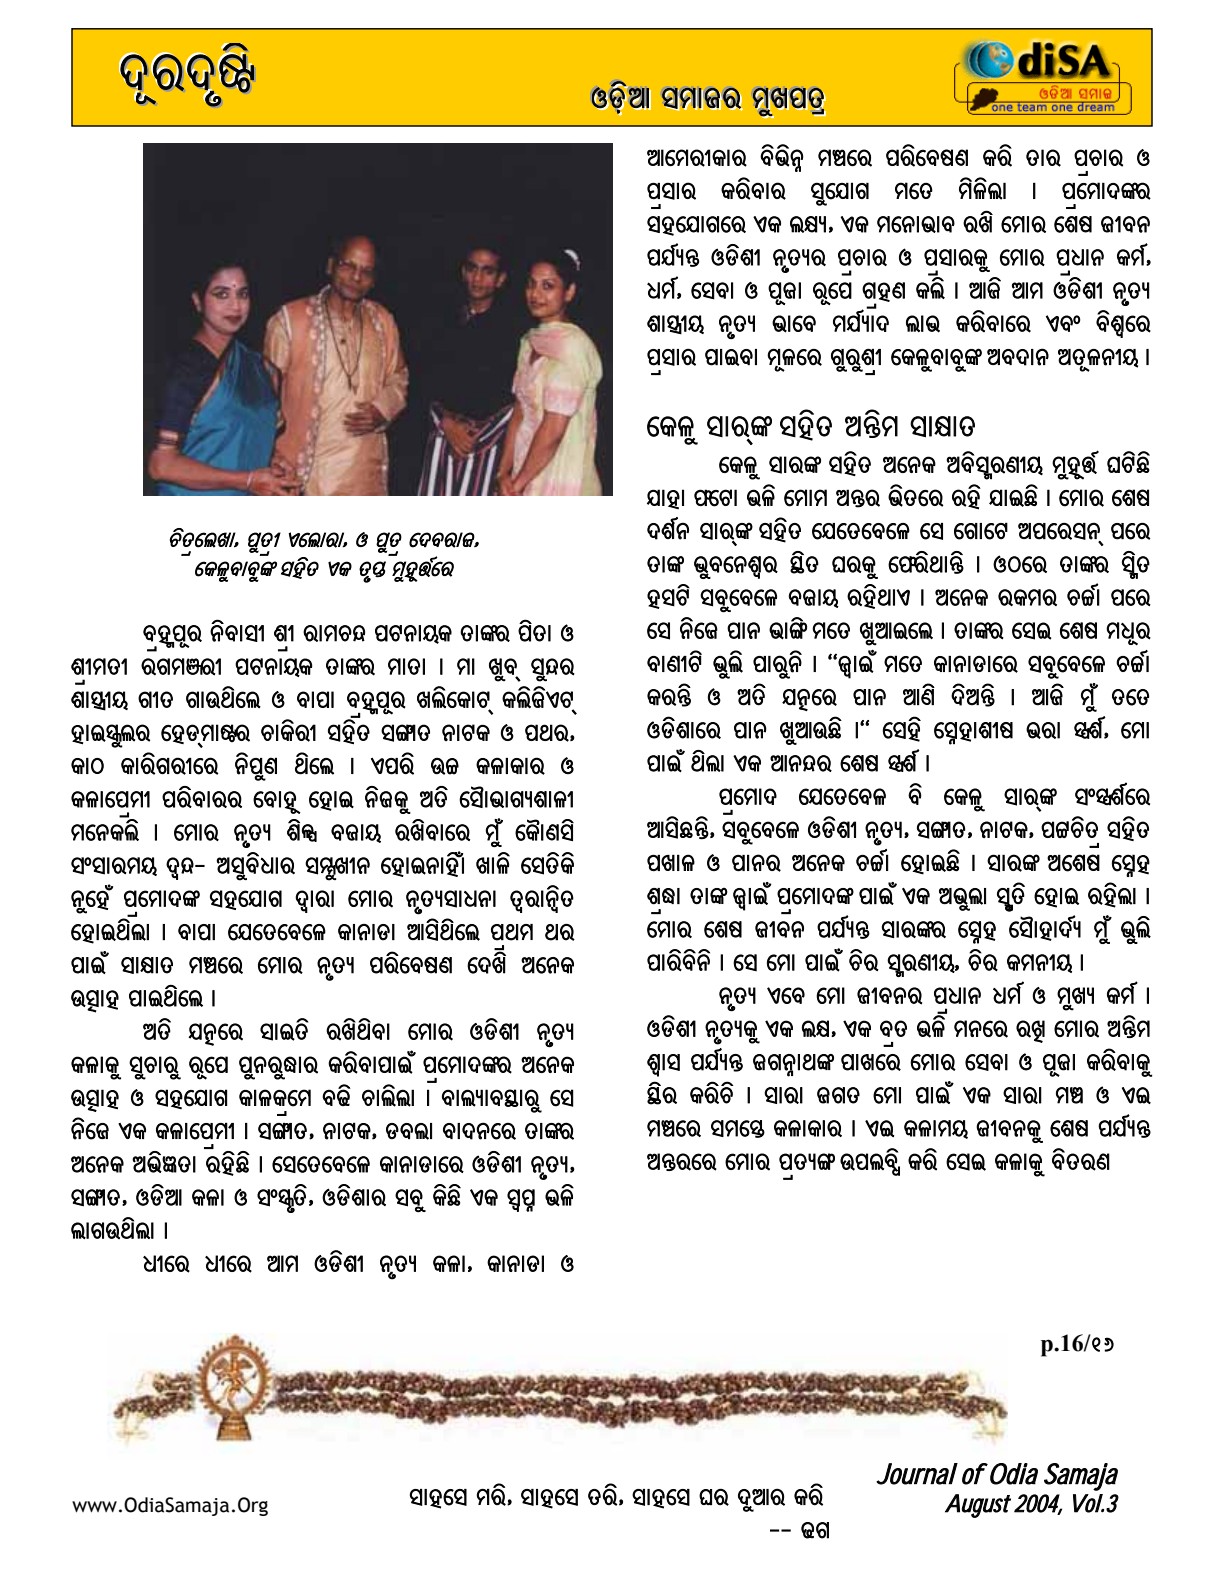 ଦୂରଦୃଷ୍ଟି
ଓଡ଼ିଆ ସମାଜର ମୁଖପତ୍ର
diSA
ଓଡିଆ ସମାଜ
one team one dream
ଚିତ୍ରଲେଖା, ପୁତ୍ରୀ ଏଲୋରା, ଓ ପୁତ୍ର ଦେବରାଜ,
କେଳୁବାବୁଙ୍କ ସହିତ ଏକ ତୃପ୍ତ ମୁହୂର୍ତ୍ତରେ
ବ୍ରହ୍ମପୂର ନିବାସୀ ଶ୍ରୀ ରାମଚନ୍ଦ୍ର ପଟନାୟକ ତାଙ୍କର ପିତା ଓ
ଶ୍ରୀମତୀ ରଗମଞ୍ଜରୀ ପଟନାୟକ ତାଙ୍କର ମାତା । ମା ଖୁବ୍ ସୁନ୍ଦର
ଶାସ୍ତ୍ରୀୟ ଗୀତ ଗାଉଥିଲେ ଓ ବାପା ବ୍ରହ୍ମପୂର ଖଲିକୋଟ୍ କଲିଜିଏଟ୍
ହାଇସ୍କୁଲର ହେଡ୍‌ମାଷ୍ଟର ଚାକିରୀ ସହିତ ସଙ୍ଗୀତ ନାଟକ ଓ ପଥର,
କାଠ କାରିଗରୀରେ ନିପୁଣ ଥିଲେ । ଏପରି ଉଚ୍ଚ କଳାକାର ଓ
କଳାପ୍ରେମୀ ପରିବାରର ବୋହୂ ହୋଇ ନିଜକୁ ଅତି ସୌଭାଗ୍ୟଶାଳୀ
ମନେକଲି । ମୋର ନୃତ୍ୟ ଶିଳ୍ପ ବଜାୟ ରଖିବାରେ ମୁଁ କୌଣସି
ସଂସାରମୟ ଦ୍ୱନ୍ଦ– ଅସୁବିଧାର ସମ୍ମୁଖୀନ ହୋଇନାହିଁ। ଖାଳି ସେତିକି
ନୁହେଁ ପ୍ରମୋଦଙ୍କ ସହଯୋଗ ଦ୍ୱାରା ମୋର ନୃତ୍ୟସାଧନା ତ୍ୱରାନ୍ୱିତ
ହୋଇଥିଲା । ବାପା ଯେତେବେଳେ କାନାଡା ଆସିଥିଲେ ପ୍ରଥମ ଥର
ପାଇଁ ସାକ୍ଷାତ ମଞ୍ଚରେ ମୋର ନୃତ୍ୟ ପରିବେଷଣ ଦେଖି ଅନେକ
ଉତ୍ସାହ ପାଇଥିଲେ ।
ଅତି ଯତ୍ନରେ ସାଇତି ରଖିଥିବା ମୋର ଓଡିଶୀ ନୃତ୍ୟ
କଳାକୁ ସୁଚାରୁ ରୂପେ ପୁନରୁଦ୍ଧାର କରିବାପାଇଁ ପ୍ରମୋଦଙ୍କର ଅନେକ
ଉତ୍ସାହ ଓ ସହଯୋଗ କାଳକ୍ରମେ ବଢି ଚାଲିଲା । ବାଲ୍ୟାବସ୍ଥାରୁ ସେ
ନିଜେ ଏକ କଳାପ୍ରେମୀ । ସଙ୍ଗୀତ, ନାଟକ, ତବଲା ବାଦନରେ ତାଙ୍କର
ଅନେକ ଅଭିଜ୍ଞତା ରହିଛି । ସେତେବେଳେ କାନାଡାରେ ଓଡିଶୀ ନୃତ୍ୟ,
ସଙ୍ଗୀତ, ଓଡିଆ କଳା ଓ ସଂସ୍କୃତି, ଓଡିଶାର ସବୁ କିଛି ଏକ ସ୍ୱପ୍ନ ଭଳି
ଲାଗଉଥିଲା ।
ଧୀରେ ଧୀରେ ଆମ ଓଡିଶୀ ନୃତ୍ୟ କଳା, କାନାଡା ଓ
ଆମେରୀକାର ବିଭିନ୍ନ ମଞ୍ଚରେ ପରିବେଷଣ କରି ତାର ପ୍ରଚାର ଓ
ପ୍ରସାର କରିବାର ସୁଯୋଗ ମତେ ମିଳିଲା । ପ୍ରମୋଦଙ୍କର
ସହଯୋଗରେ ଏକ ଲକ୍ଷ୍ୟ, ଏକ ମନୋଭାବ ରଖି ମୋର ଶେଷ ଜୀବନ
ପର୍ଯ୍ୟନ୍ତ ଓଡିଶୀ ନୃତ୍ୟର ପ୍ରଚାର ଓ ପ୍ରସାରକୁ ମୋର ପ୍ରଧାନ କର୍ମ,
ଧର୍ମ, ସେବା ଓ ପୂଜା ରୂପେ ଗ୍ରହଣ କଲି । ଆଜି ଆମ ଓଡିଶୀ ନୃତ୍ୟ
ଶାସ୍ତ୍ରୀୟ ନୃତ୍ୟ ଭାବେ ମର୍ଯ୍ୟାଦ ଲାଭ କରିବାରେ ଏବଂ ବିଶ୍ୱରେ
ପ୍ରସାର ପାଇବା ମୂଳରେ ଗୁରୁଶ୍ରୀ କେଳୁବାବୁଙ୍କ ଅବଦାନ ଅତୂଳନୀୟ ।
କେଳୁ ସାର୍‌ଙ୍କ ସହିତ ଅନ୍ତିମ ସାକ୍ଷାତ
କେଳୁ ସାରଙ୍କ ସହିତ ଅନେକ ଅବିସ୍ମରଣୀୟ ମୁହୂର୍ତ୍ତ ଘଟିଛି
ଯାହା ଫଟୋ ଭଳି ମୋମ ଅନ୍ତର ଭିତରେ ରହି ଯାଇଛି । ମୋର ଶେଷ
ଦର୍ଶନ ସାର୍‌ଙ୍କ ସହିତ ଯେତେବେଳେ ସେ ଗୋଟେ ଅପରେସନ୍ ପରେ
ତାଙ୍କ ଭୁବନେଶ୍ୱର ସ୍ଥିତ ଘରକୁ ଫେରିଥାନ୍ତି । ଓଠରେ ତାଙ୍କର ସ୍ମିତ
ହସଟି ସବୁବେଳେ ବଜାୟ ରହିଥାଏ । ଅନେକ ରକମର ଚର୍ଚ୍ଚା ପରେ
ସେ ନିଜେ ପାନ ଭାଙ୍ଗି ମତେ ଖୁଆଇଲେ । ତାଙ୍କର ସେଇ ଶେଷ ମଧୂର
ବାଣୀଟି ଭୁଲି ପାରୁନି । “ଜ୍ୱାଇଁ ମତେ କାନାଡାରେ ସବୁବେଳେ ଚର୍ଚ୍ଚା
କରନ୍ତି ଓ ଅତି ଯତ୍ନରେ ପାନ ଆଣି ଦିଅନ୍ତି । ଆଜି ମୁଁ ତତେ
ଓଡିଶାରେ ପାନ ଖୁଆଉଛି ।“ ସେହି ସ୍ନେହାଶୀଷ ଭରା ସ୍ପର୍ଶ, ମୋ
ପାଇଁ ଥିଲା ଏକ ଆନନ୍ଦର ଶେଷ ସ୍ପର୍ଶ ।
ପ୍ରମୋଦ ଯେତେବେଳ ବି କେଳୁ ସାର୍‌ଙ୍କ ସଂସ୍ପର୍ଶରେ
ଆସିଛନ୍ତି, ସବୁବେଳେ ଓଡିଶୀ ନୃତ୍ୟ, ସଙ୍ଗୀତ, ନାଟକ, ପଟ୍ଟଚିତ୍ର ସହିତ
ପଖାଳ ଓ ପାନର ଅନେକ ଚର୍ଚ୍ଚା ହୋଇଛି । ସାରଙ୍କ ଅଶେଷ ସ୍ନେହ
ଶ୍ରଦ୍ଧା ତାଙ୍କ ଜ୍ୱାଇଁ ପ୍ରମୋଦଙ୍କ ପାଇଁ ଏକ ଅଭୁଲା ସ୍ମୃତି ହୋଇ ରହିଲା ।
ମୋର ଶେଷ ଜୀବନ ପର୍ଯ୍ୟନ୍ତ ସାରଙ୍କର ସ୍ନେହ ସୌହାର୍ଦ୍ଦ୍ୟ ମୁଁ ଭୁଲି
ପାରିବିନି । ସେ ମୋ ପାଇଁ ଚିର ସ୍ମରଣୀୟ, ଚିର କମନୀୟ ।
ନୃତ୍ୟ ଏବେ ମୋ ଜୀବନର ପ୍ରଧାନ ଧର୍ମ ଓ ମୁଖ୍ୟ କର୍ମ ।
ଓଡିଶୀ ନୃତ୍ୟକୁ ଏକ ଲକ୍ଷ, ଏକ ବ୍ରତ ଭଳି ମନରେ ରଖି ମୋର ଅନ୍ତିମ
ଶ୍ୱାସ ପର୍ଯ୍ୟନ୍ତ ଜଗନ୍ନାଥଙ୍କ ପାଖରେ ମୋର ସେବା ଓ ପୂଜା କରିବାକୁ
ସ୍ଥିର କରିଚି । ସାରା ଜଗତ ମୋ ପାଇଁ ଏକ ସାରା ମଞ୍ଚ ଓ ଏଇ
ମଞ୍ଚରେ ସମସ୍ତେ କଳାକାର । ଏଇ କଳାମୟ ଜୀବନକୁ ଶେଷ ପର୍ଯ୍ୟନ୍ତ
ଅନ୍ତରରେ ମୋର ପ୍ରତ୍ୟଙ୍ଗ ଉପଲବ୍ଧି କରି ସେଇ କଳାକୁ ବିତରଣ
p.16/୧୬
Journal of Odia Samaja
www.OdiaSamaja.Org
ସାହସେ ମରି, ସାହସେ ତରି, ସାହସେ ଘର ଦୁଆର କରି
August 2004, Vol.3
-- ଢଗ